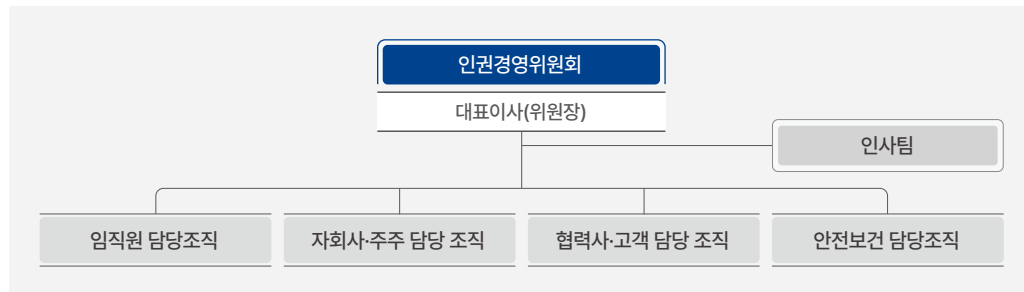 인권경영위원회
대표이사(위원장)
인사팀
임직원 담당조직
자회사·주주 담당 조직
협력사·고객 담당 조직
안전보건 담당조직